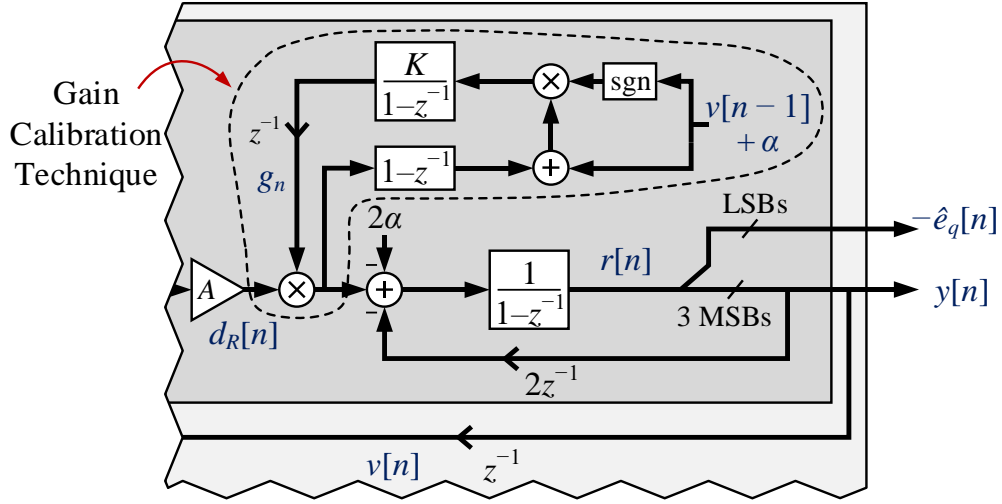 Gain
Calibration
Technique
K
1–z⁻¹
×
sgn
v[n − 1]
+ α
z⁻¹
gₙ
1–z⁻¹
+
2α
LSBs
−ê_q[n]
A
×
–
+
–
1
1–z⁻¹
r[n]
3 MSBs
y[n]
d_R[n]
2z⁻¹
v[n]
z⁻¹